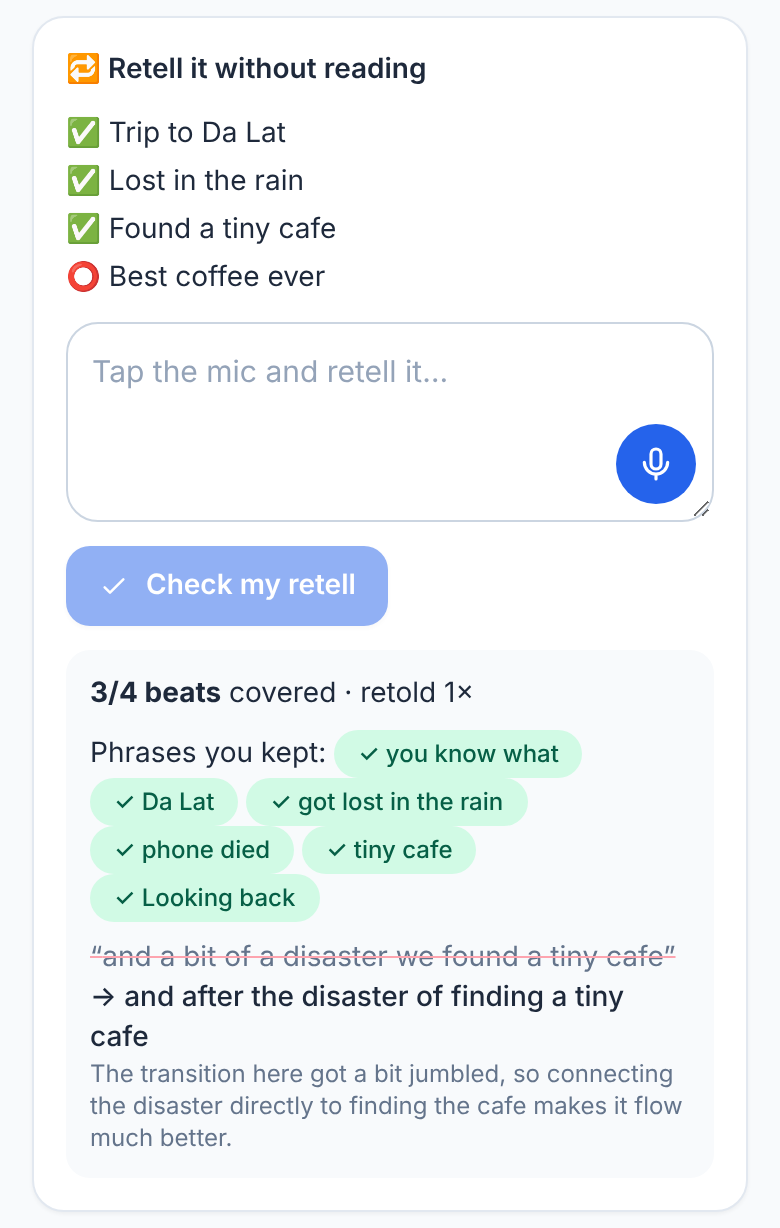 Retell it without reading
Trip to Da Lat
Lost in the rain
Found a tiny cafe
Best coffee ever
Tap the mic and retell it...
Check my retell
3/4 beats covered · retold 1×
Phrases you kept: ✓ you know what
✓ Da Lat ✓ got lost in the rain
✓ phone died ✓ tiny cafe
✓ Looking back
“and a bit of a disaster we found a tiny cafe”
→ and after the disaster of finding a tiny
cafe
The transition here got a bit jumbled, so connecting
the disaster directly to finding the cafe makes it flow
much better.